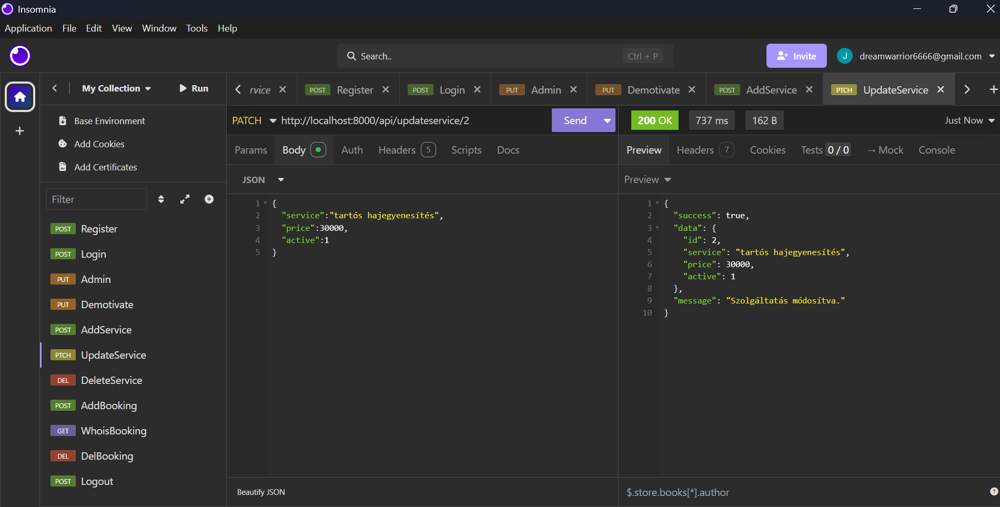 Insomnia
Application File Edit View Window Tools Help
Search.. Ctrl + P
Invite
J dreamwarrior6666@gmail.com
My Collection
Run
Base Environment
Add Cookies
Add Certificates
Filter
POST Register
POST Login
PUT Admin
PUT Demotivate
POST AddService
PTCH UpdateService
DEL DeleteService
POST AddBooking
GET WhoisBooking
DEL DelBooking
POST Logout
rvice POST Register POST Login PUT Admin PUT Demotivate POST AddService PTCH UpdateService
PATCH http://localhost:8000/api/updateservice/2 Send
Params Body Auth Headers 5 Scripts Docs
JSON
1 {
2 "service":"tartós hajegyenesítés",
3 "price":30000,
4 "active":1
5 }
Beautify JSON
200 OK 737 ms 162 B Just Now
Preview Headers 7 Cookies Tests 0 / 0 → Mock Console
Preview
1 {
2 "success": true,
3 "data": {
4 "id": 2,
5 "service": "tartós hajegyenesítés",
6 "price": 30000,
7 "active": 1
8 },
9 "message": "Szolgáltatás módosítva."
10 }
$.store.books[*].author ?